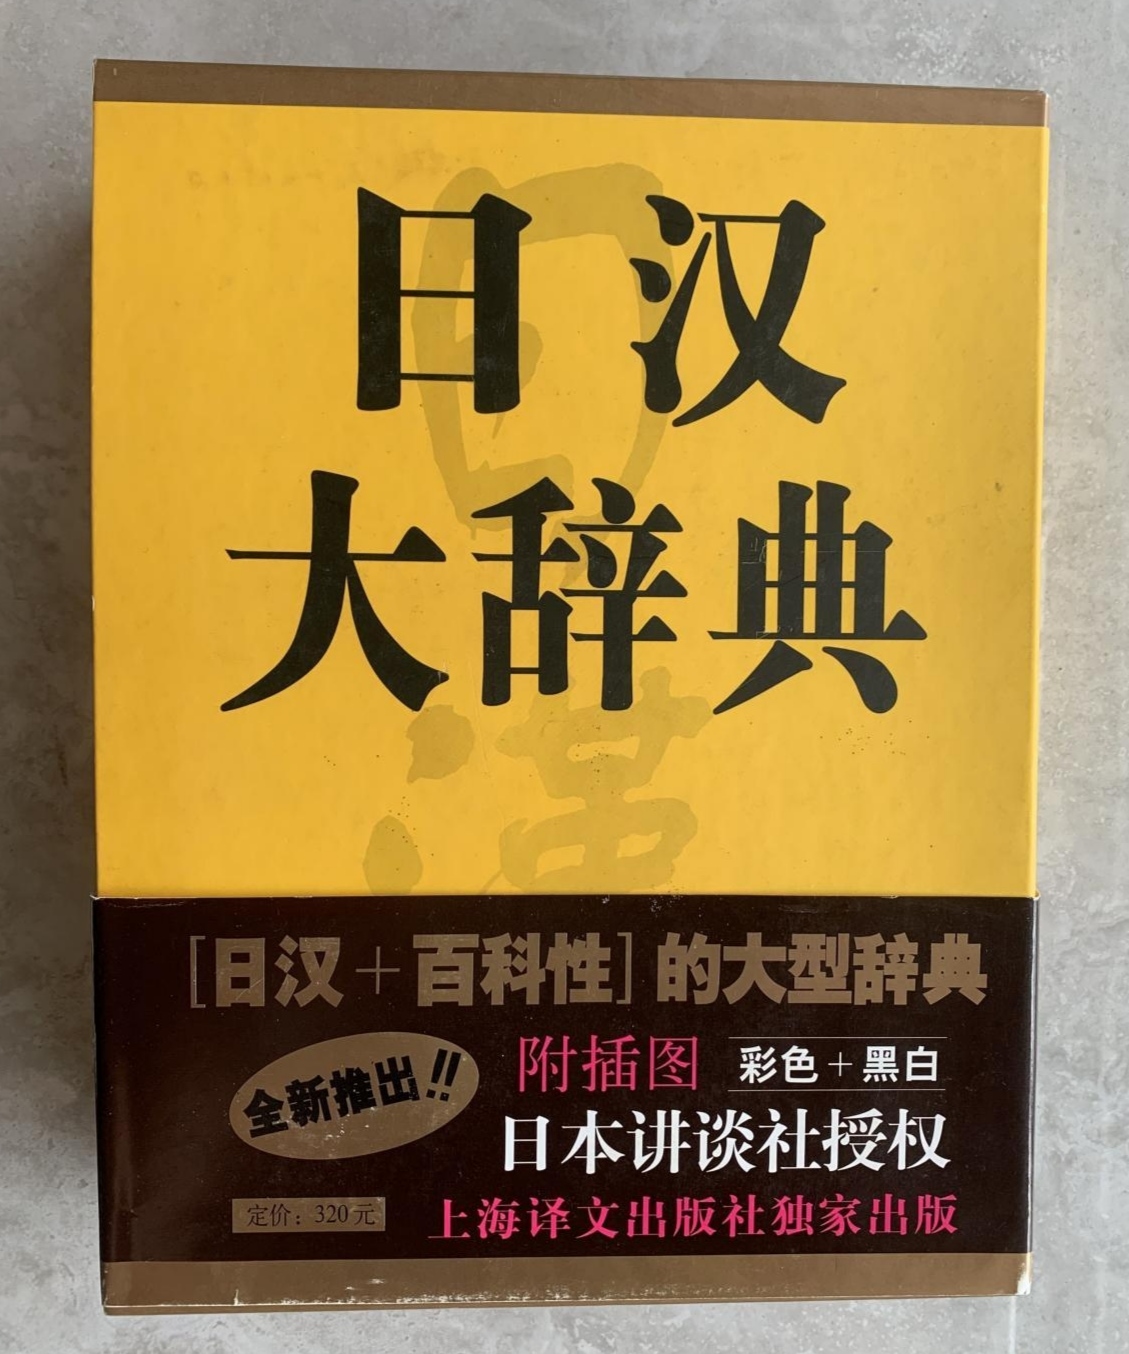 日汉
大辞典
[日汉+百科性]的大型辞典
全新推出!!
附插图 彩色+黑白
日本讲谈社授权
定价：320元
上海译文出版社独家出版
日
漢